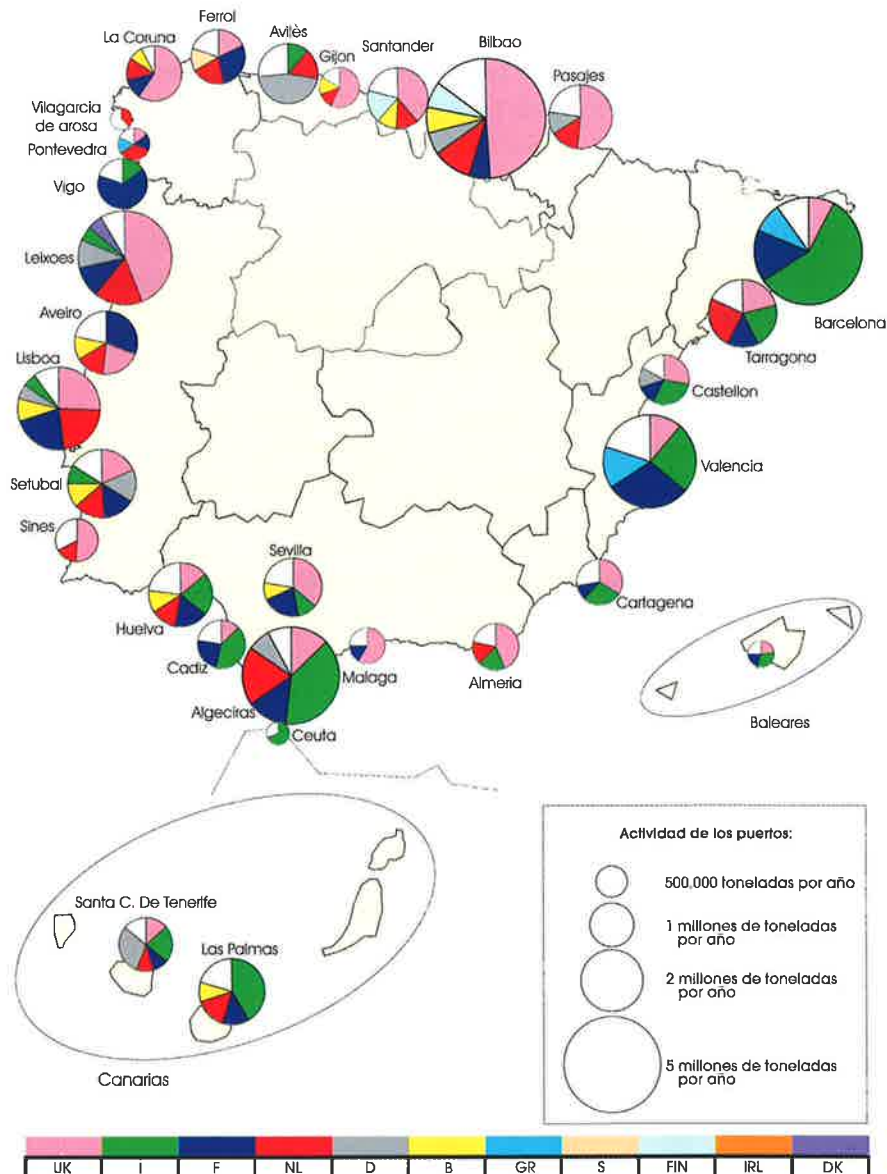 Ferrol
La Coruna
Avilès
Gijon
Santander
Bilbao
Pasajes
Vilagarcia
de arosa
Pontevedra
Vigo
Leixoes
Aveiro
Lisboa
Setubal
Sines
Barcelona
Tarragona
Castellon
Valencia
Cartagena
Sevilla
Huelva
Cadiz
Algeciras
Malaga
Almeria
Ceuta
Baleares
Santa C. De Tenerife
Las Palmas
Canarias
Actividad de los puertos:
500,000 toneladas por año
1 millones de toneladas
por año
2 millones de toneladas
por año
5 millones de toneladas
por año
UK I F NL D B GR S FIN IRL DK